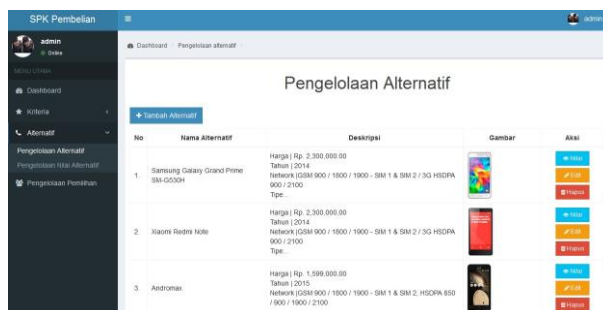 SPK Pembelian
admin
admin
Online
MENU UTAMA
Dashboard
Kriteria
Alternatif
Pengelolaan Alternatif
Pengelolaan Nilai Alternatif
Pengelolaan Pemilihan
Dashboard Pengelolaan alternatif
Pengelolaan Alternatif
+ Tambah Alternatif
No Nama Alternatif Deskripsi Gambar Aksi
1. Samsung Galaxy Grand Prime
SM-G530H
Harga | Rp. 2,300,000.00
Tahun | 2014
Network |GSM 900 / 1800 / 1900 - SIM 1 & SIM 2 / 3G HSDPA
900 / 2100
Tipe...
Nilai
Edit
Hapus
2. Xiaomi Redmi Note
Harga | Rp. 2,300,000.00
Tahun | 2014
Network |GSM 900 / 1800 / 1900 - SIM 1 & SIM 2 / 3G HSDPA
900 / 2100
Tipe...
Nilai
Edit
Hapus
3. Andromax
Harga | Rp. 1,599,000.00
Tahun | 2015
Network |GSM 900 / 1800 / 1900 - SIM 1 & SIM 2, HSDPA 850
/ 900 / 1900 / 2100
Nilai
Edit
Hapus